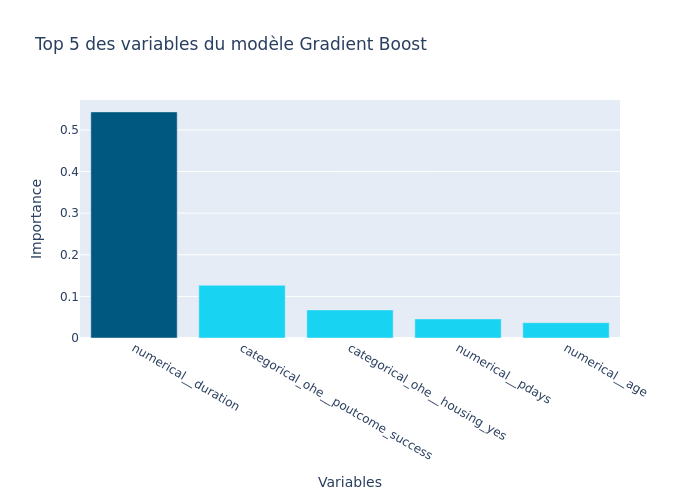 Top 5 des variables du modèle Gradient Boost
Importance
0.5
0.4
0.3
0.2
0.1
0
numerical__duration
categorical_ohe__poutcome_success
categorical_ohe__housing_yes
numerical__pdays
numerical__age
Variables